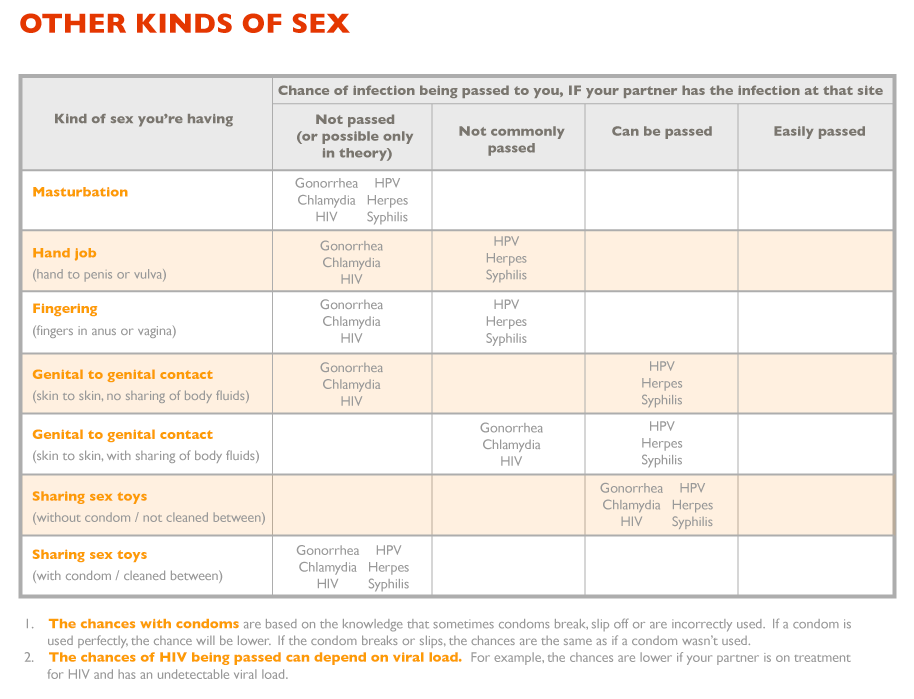 OTHER KINDS OF SEX
Kind of sex you're having
Chance of infection being passed to you, IF your partner has the infection at that site
Not passed
(or possible only
in theory)
Not commonly
passed
Can be passed
Easily passed
Masturbation
Gonorrhea HPV
Chlamydia Herpes
HIV Syphilis
Hand job
(hand to penis or vulva)
Gonorrhea
Chlamydia
HIV
HPV
Herpes
Syphilis
Fingering
(fingers in anus or vagina)
Gonorrhea
Chlamydia
HIV
HPV
Herpes
Syphilis
Genital to genital contact
(skin to skin, no sharing of body fluids)
Gonorrhea
Chlamydia
HIV
HPV
Herpes
Syphilis
Genital to genital contact
(skin to skin, with sharing of body fluids)
Gonorrhea
Chlamydia
HIV
HPV
Herpes
Syphilis
Sharing sex toys
(without condom / not cleaned between)
Gonorrhea HPV
Chlamydia Herpes
HIV Syphilis
Sharing sex toys
(with condom / cleaned between)
Gonorrhea HPV
Chlamydia Herpes
HIV Syphilis
1. The chances with condoms are based on the knowledge that sometimes condoms break, slip off or are incorrectly used. If a condom is
used perfectly, the chance will be lower. If the condom breaks or slips, the chances are the same as if a condom wasn't used.
2. The chances of HIV being passed can depend on viral load. For example, the chances are lower if your partner is on treatment
for HIV and has an undetectable viral load.